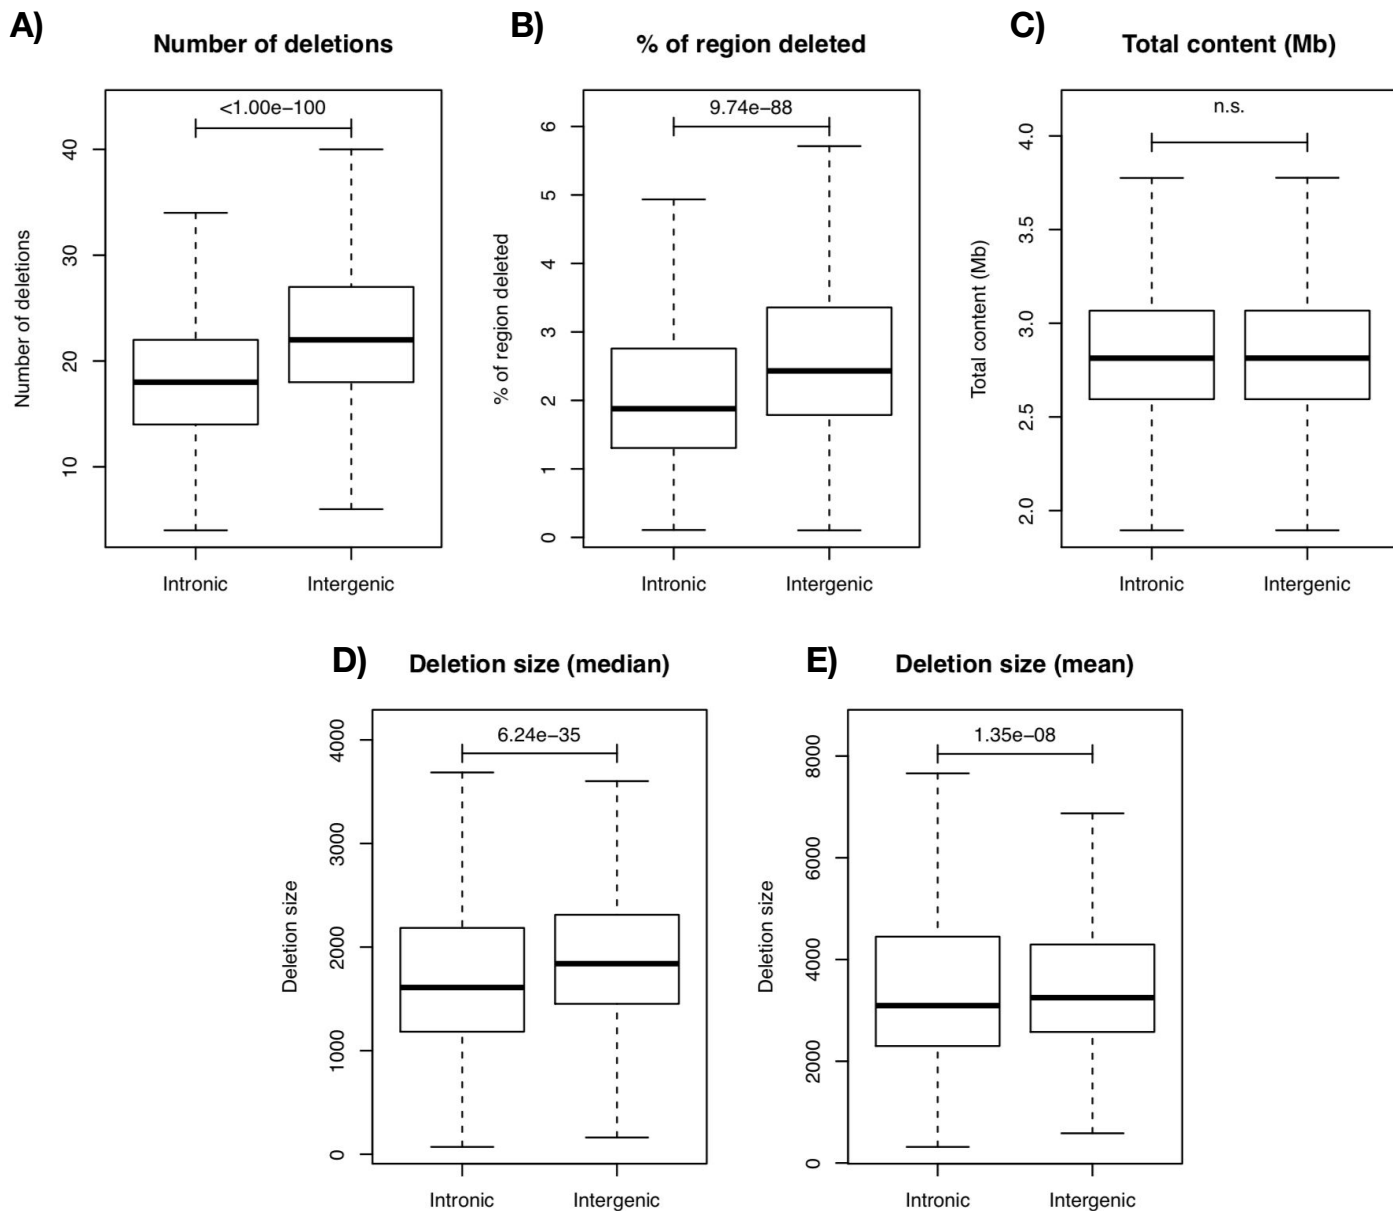 A)
Number of deletions
<1.00e−100
Number of deletions
40
30
20
10
Intronic
Intergenic
B)
% of region deleted
9.74e−88
% of region deleted
6
5
4
3
2
1
0
Intronic
Intergenic
C)
Total content (Mb)
n.s.
Total content (Mb)
4.0
3.5
3.0
2.5
2.0
Intronic
Intergenic
D)
Deletion size (median)
6.24e−35
Deletion size
4000
3000
2000
1000
0
Intronic
Intergenic
E)
Deletion size (mean)
1.35e−08
Deletion size
8000
6000
4000
2000
0
Intronic
Intergenic